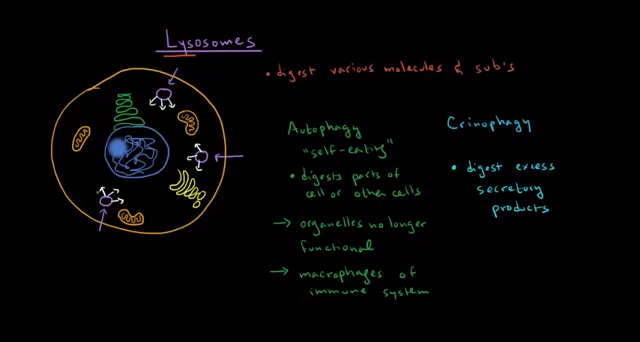 Lysosomes
• digest various molecules & sub's
Autophagy
"self-eating"
• digests parts of
cell or other cells
→ organelles no longer
functional
→ macrophages of
immune system
Crinophagy
• digest excess
secretory
products